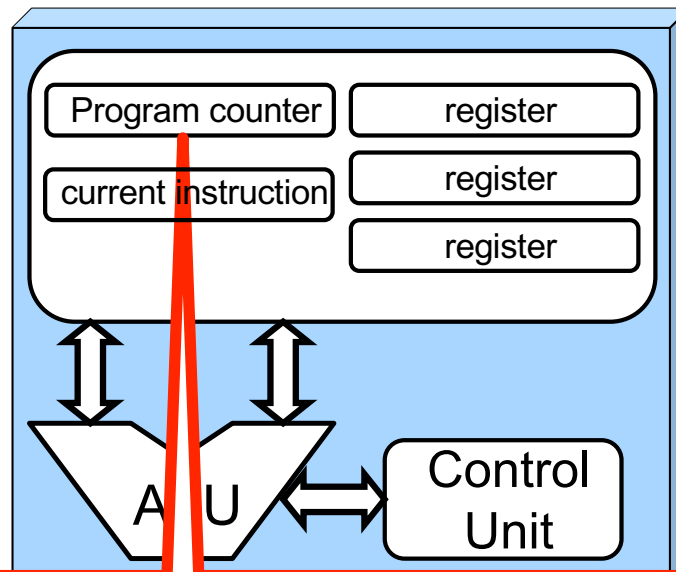 Program counter
register
current instruction
register
register
A U
Control
Unit